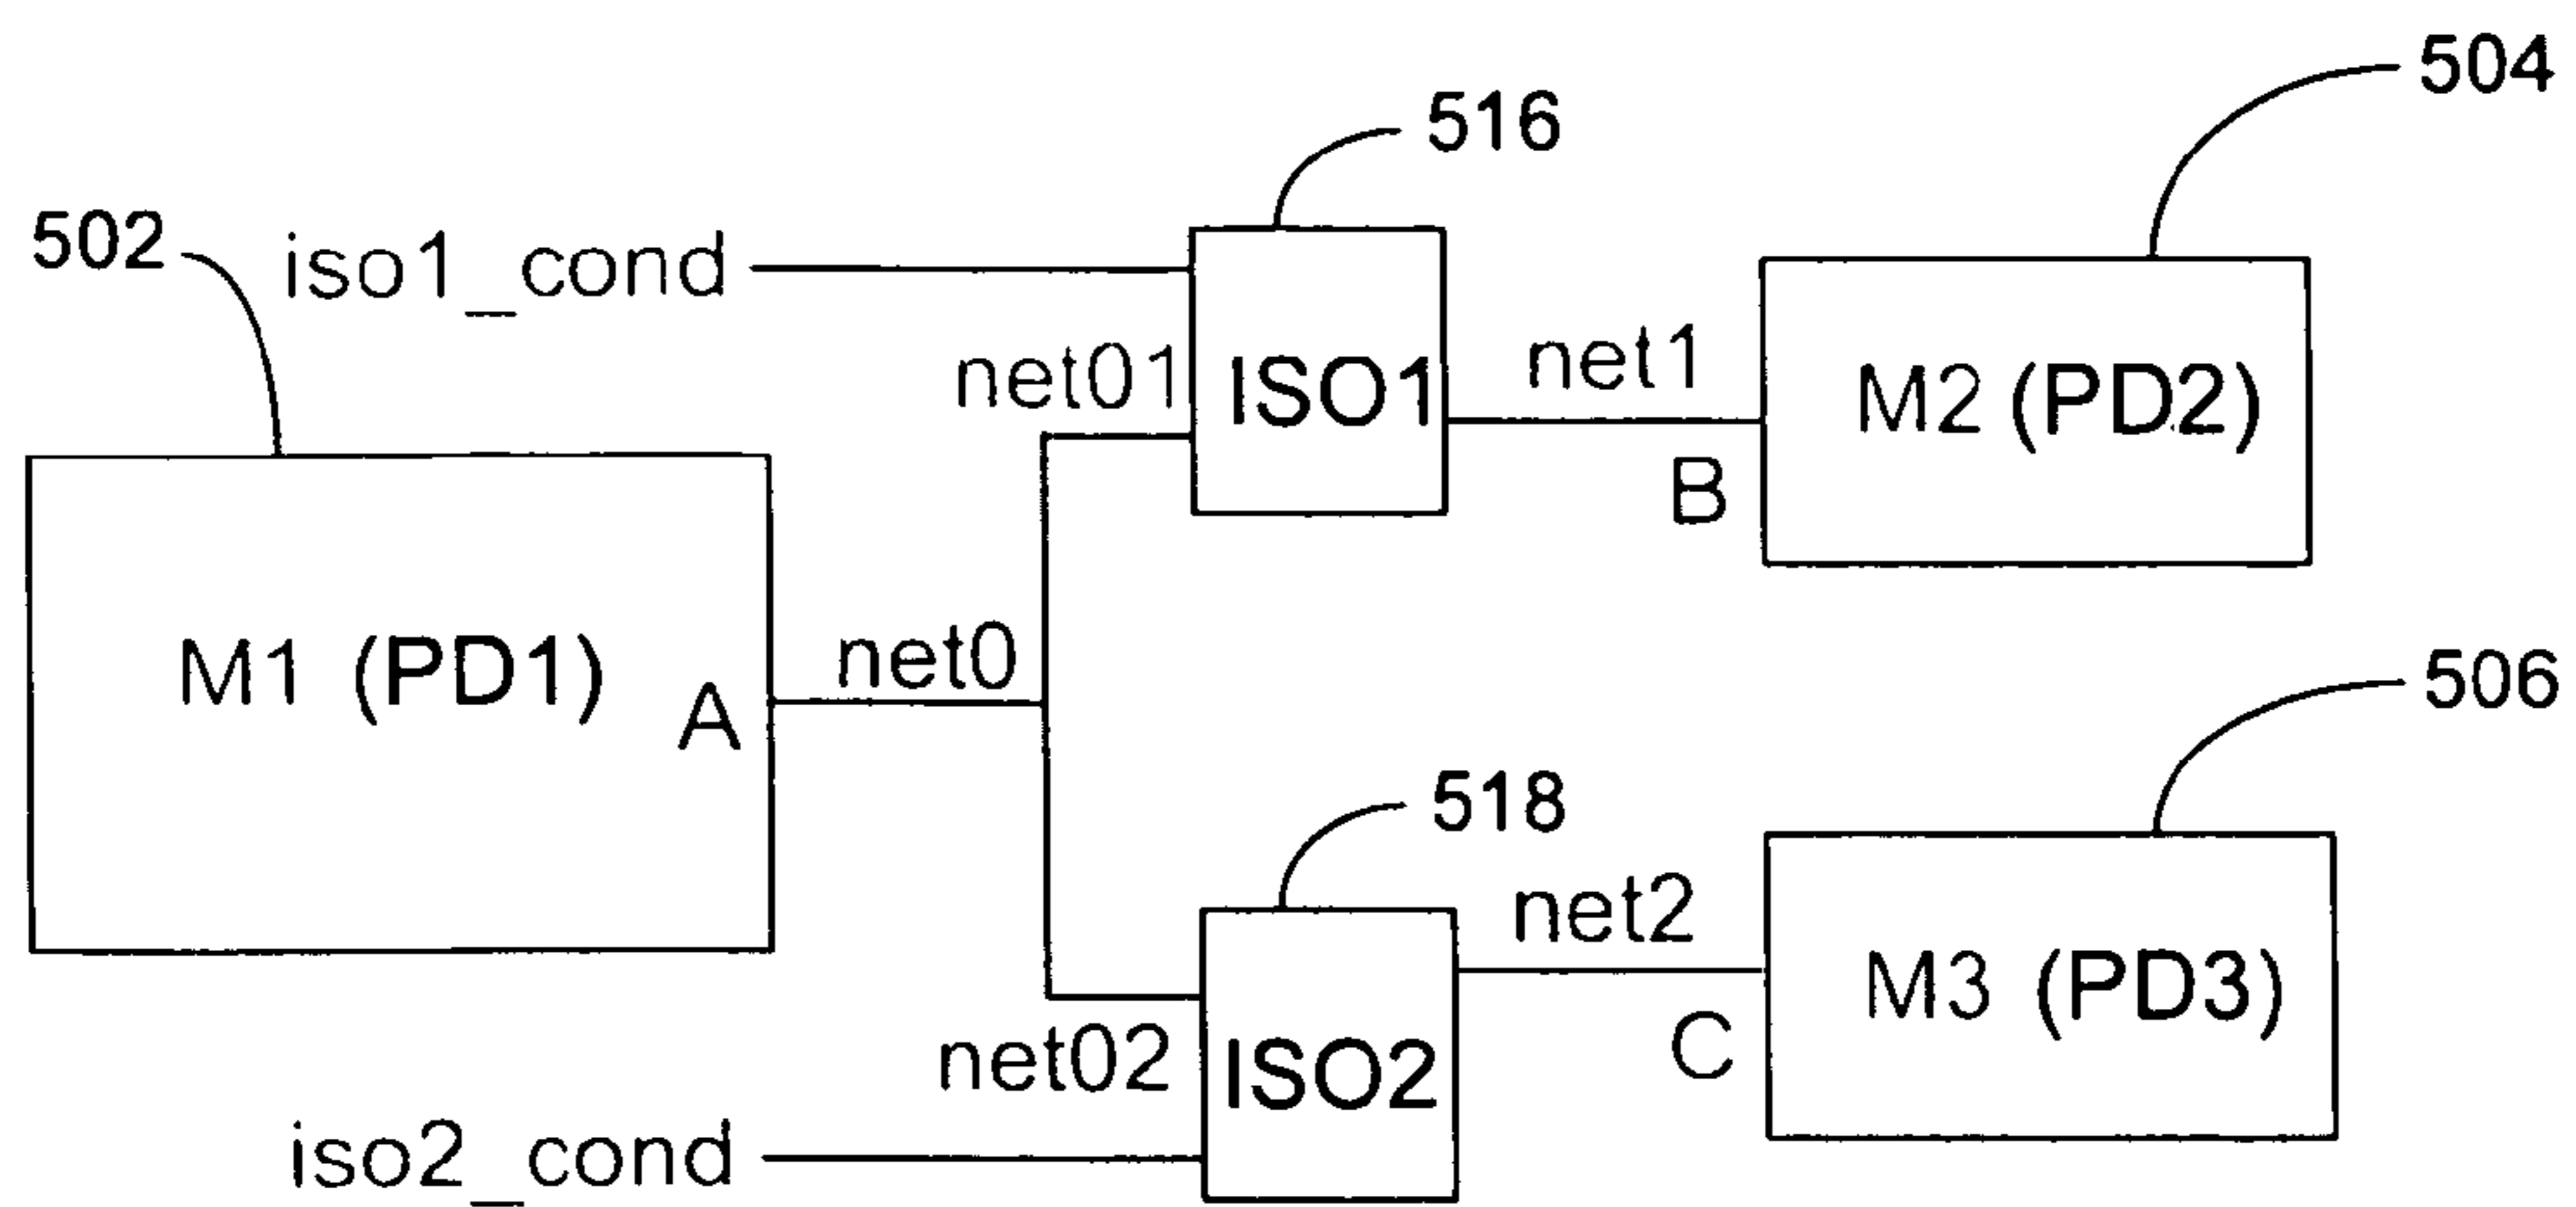 504
516
502
iso1_cond
net01
ISO1
net1
M2 (PD2)
B
M1 (PD1)
A
net0
506
518
net2
M3 (PD3)
C
net02
ISO2
iso2_cond